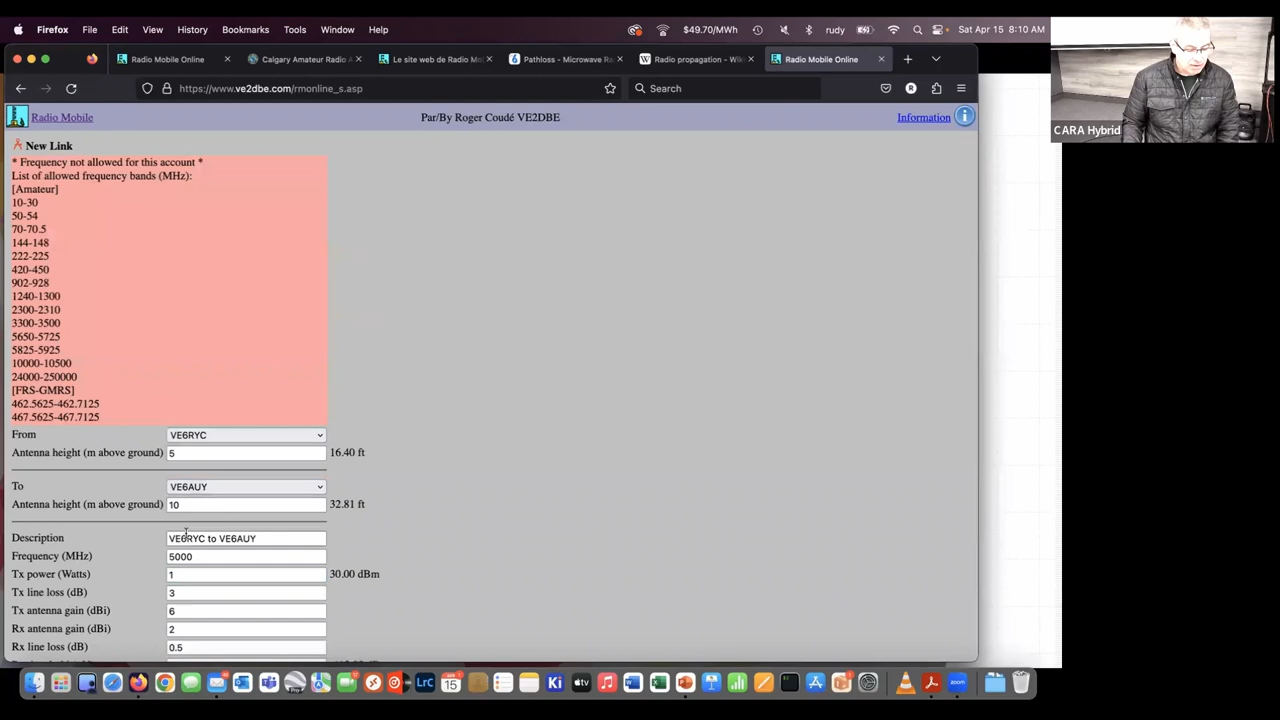 Firefox File Edit View History Bookmarks Tools Window Help $49.70/MWh rudy Sat Apr 15 8:10 AM
Radio Mobile Online Calgary Amateur Radio A Le site web de Radio Mo Pathloss - Microwave Ra Radio propagation - Wiki Radio Mobile Online
https://www.ve2dbe.com/rmonline_s.asp Search
Radio Mobile Par/By Roger Coudé VE2DBE Information
CARA Hybrid
New Link
* Frequency not allowed for this account *
List of allowed frequency bands (MHz):
[Amateur]
10-30
50-54
70-70.5
144-148
222-225
420-450
902-928
1240-1300
2300-2310
3300-3500
5650-5725
5825-5925
10000-10500
24000-250000
[FRS-GMRS]
462.5625-462.7125
467.5625-467.7125
From VE6RYC
Antenna height (m above ground) 5 16.40 ft
To VE6AUY
Antenna height (m above ground) 10 32.81 ft
Description VE6RYC to VE6AUY
Frequency (MHz) 5000
Tx power (Watts) 1 30.00 dBm
Tx line loss (dB) 3
Tx antenna gain (dBi) 6
Rx antenna gain (dBi) 2
Rx line loss (dB) 0.5
LrC Ki tv 15 zoom